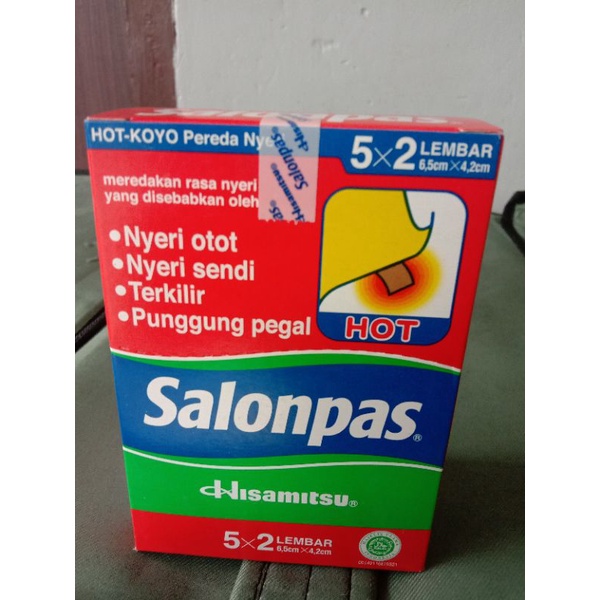 Salonpas
HOT-KOYO Pereda Nye
5×2 LEMBAR
6,5cm×4,2cm
Salonpas®
Hisamitsu®
meredakan rasa nyeri
yang disebabkan oleh
•Nyeri otot
•Nyeri sendi
•Terkilir
•Punggung pegal
HOT
Salonpas®
Hisamitsu®
5×2 LEMBAR
6,5cm×4,2cm